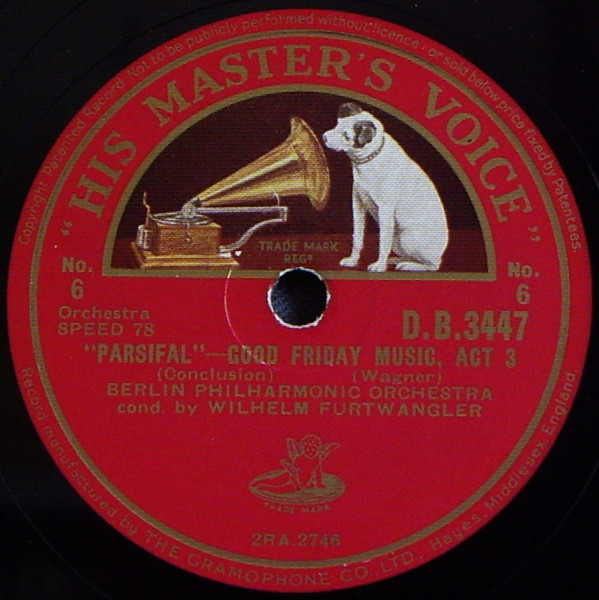 Copyright Patented Record Not to be publicly performed without licence: or sold below price fixed by Patentees.
"HIS MASTER'S VOICE"
TRADE MARK
REGD
No.
6
No.
6
Orchestra
SPEED 78
D.B.3447
"PARSIFAL"—GOOD FRIDAY MUSIC, ACT 3
(Conclusion) (Wagner)
BERLIN PHILHARMONIC ORCHESTRA
cond. by WILHELM FURTWANGLER
TRADE MARK
2RA.2746
Record manufactured by THE GRAMOPHONE CO., LTD. Hayes, Middlesex England.